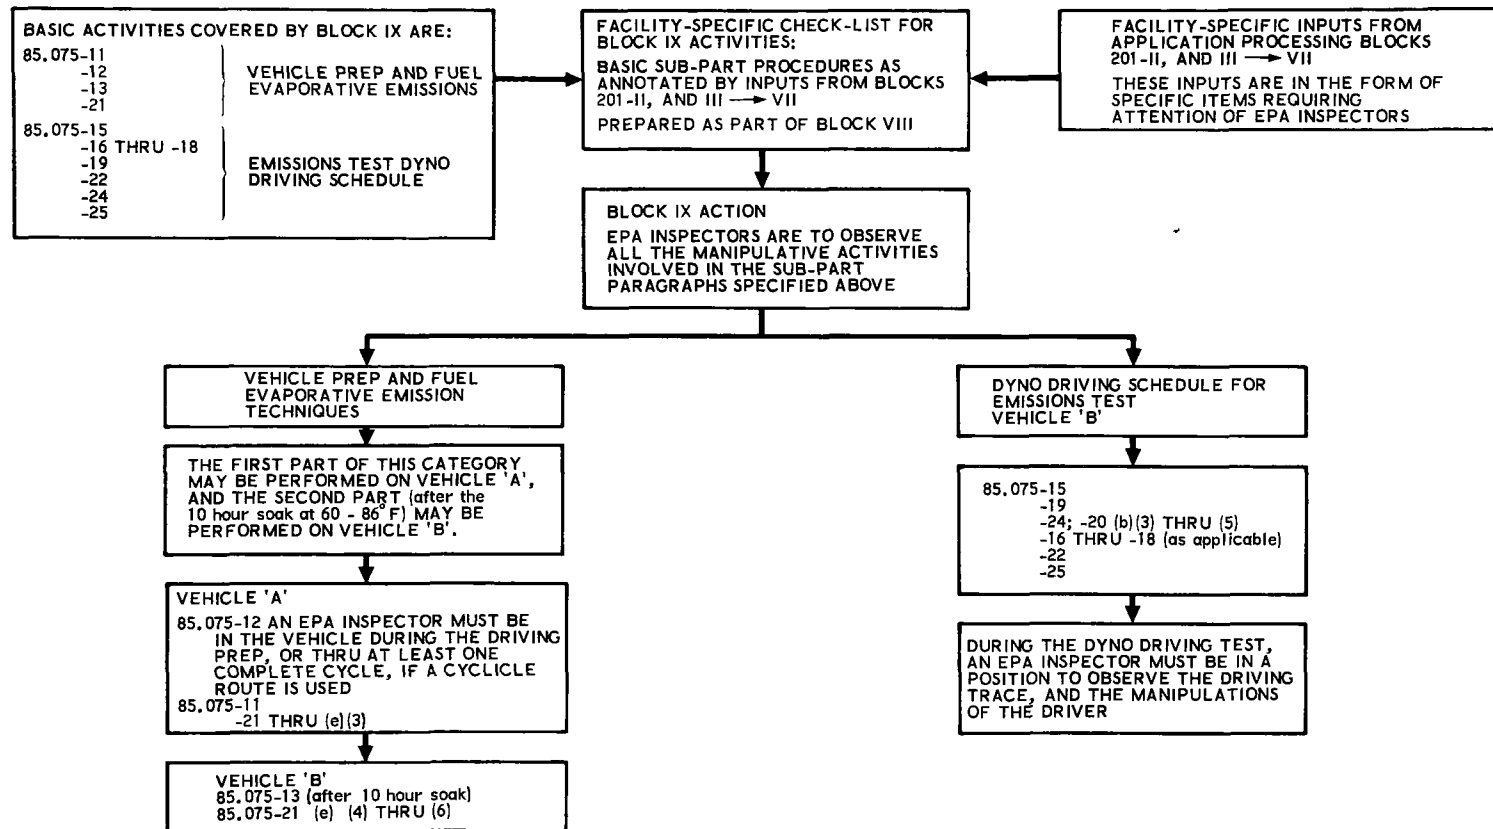 BASIC ACTIVITIES COVERED BY BLOCK IX ARE:
85.075-11
-12
-13
-21
VEHICLE PREP AND FUEL
EVAPORATIVE EMISSIONS
85.075-15
-16 THRU -18
-19
-22
-24
-25
EMISSIONS TEST DYNO
DRIVING SCHEDULE
FACILITY-SPECIFIC CHECK-LIST FOR
BLOCK IX ACTIVITIES:
BASIC SUB-PART PROCEDURES AS
ANNOTATED BY INPUTS FROM BLOCKS
201-II, AND III → VII
PREPARED AS PART OF BLOCK VIII
FACILITY-SPECIFIC INPUTS FROM
APPLICATION PROCESSING BLOCKS
201-II, AND III → VII
THESE INPUTS ARE IN THE FORM OF
SPECIFIC ITEMS REQUIRING
ATTENTION OF EPA INSPECTORS
BLOCK IX ACTION
EPA INSPECTORS ARE TO OBSERVE
ALL THE MANIPULATIVE ACTIVITIES
INVOLVED IN THE SUB-PART
PARAGRAPHS SPECIFIED ABOVE
VEHICLE PREP AND FUEL
EVAPORATIVE EMISSION
TECHNIQUES
THE FIRST PART OF THIS CATEGORY
MAY BE PERFORMED ON VEHICLE 'A',
AND THE SECOND PART (after the
10 hour soak at 60 - 86°F) MAY BE
PERFORMED ON VEHICLE 'B'.
VEHICLE 'A'
85.075-12 AN EPA INSPECTOR MUST BE
IN THE VEHICLE DURING THE DRIVING
PREP, OR THRU AT LEAST ONE
COMPLETE CYCLE, IF A CYCLICLE
ROUTE IS USED
85.075-11
-21 THRU (e)(3)
VEHICLE 'B'
85.075-13 (after 10 hour soak)
85.075-21 (e) (4) THRU (6)
DYNO DRIVING SCHEDULE FOR
EMISSIONS TEST
VEHICLE 'B'
85.075-15
-19
-24; -20 (b)(3) THRU (5)
-16 THRU -18 (as applicable)
-22
-25
DURING THE DYNO DRIVING TEST,
AN EPA INSPECTOR MUST BE IN A
POSITION TO OBSERVE THE DRIVING
TRACE, AND THE MANIPULATIONS
OF THE DRIVER